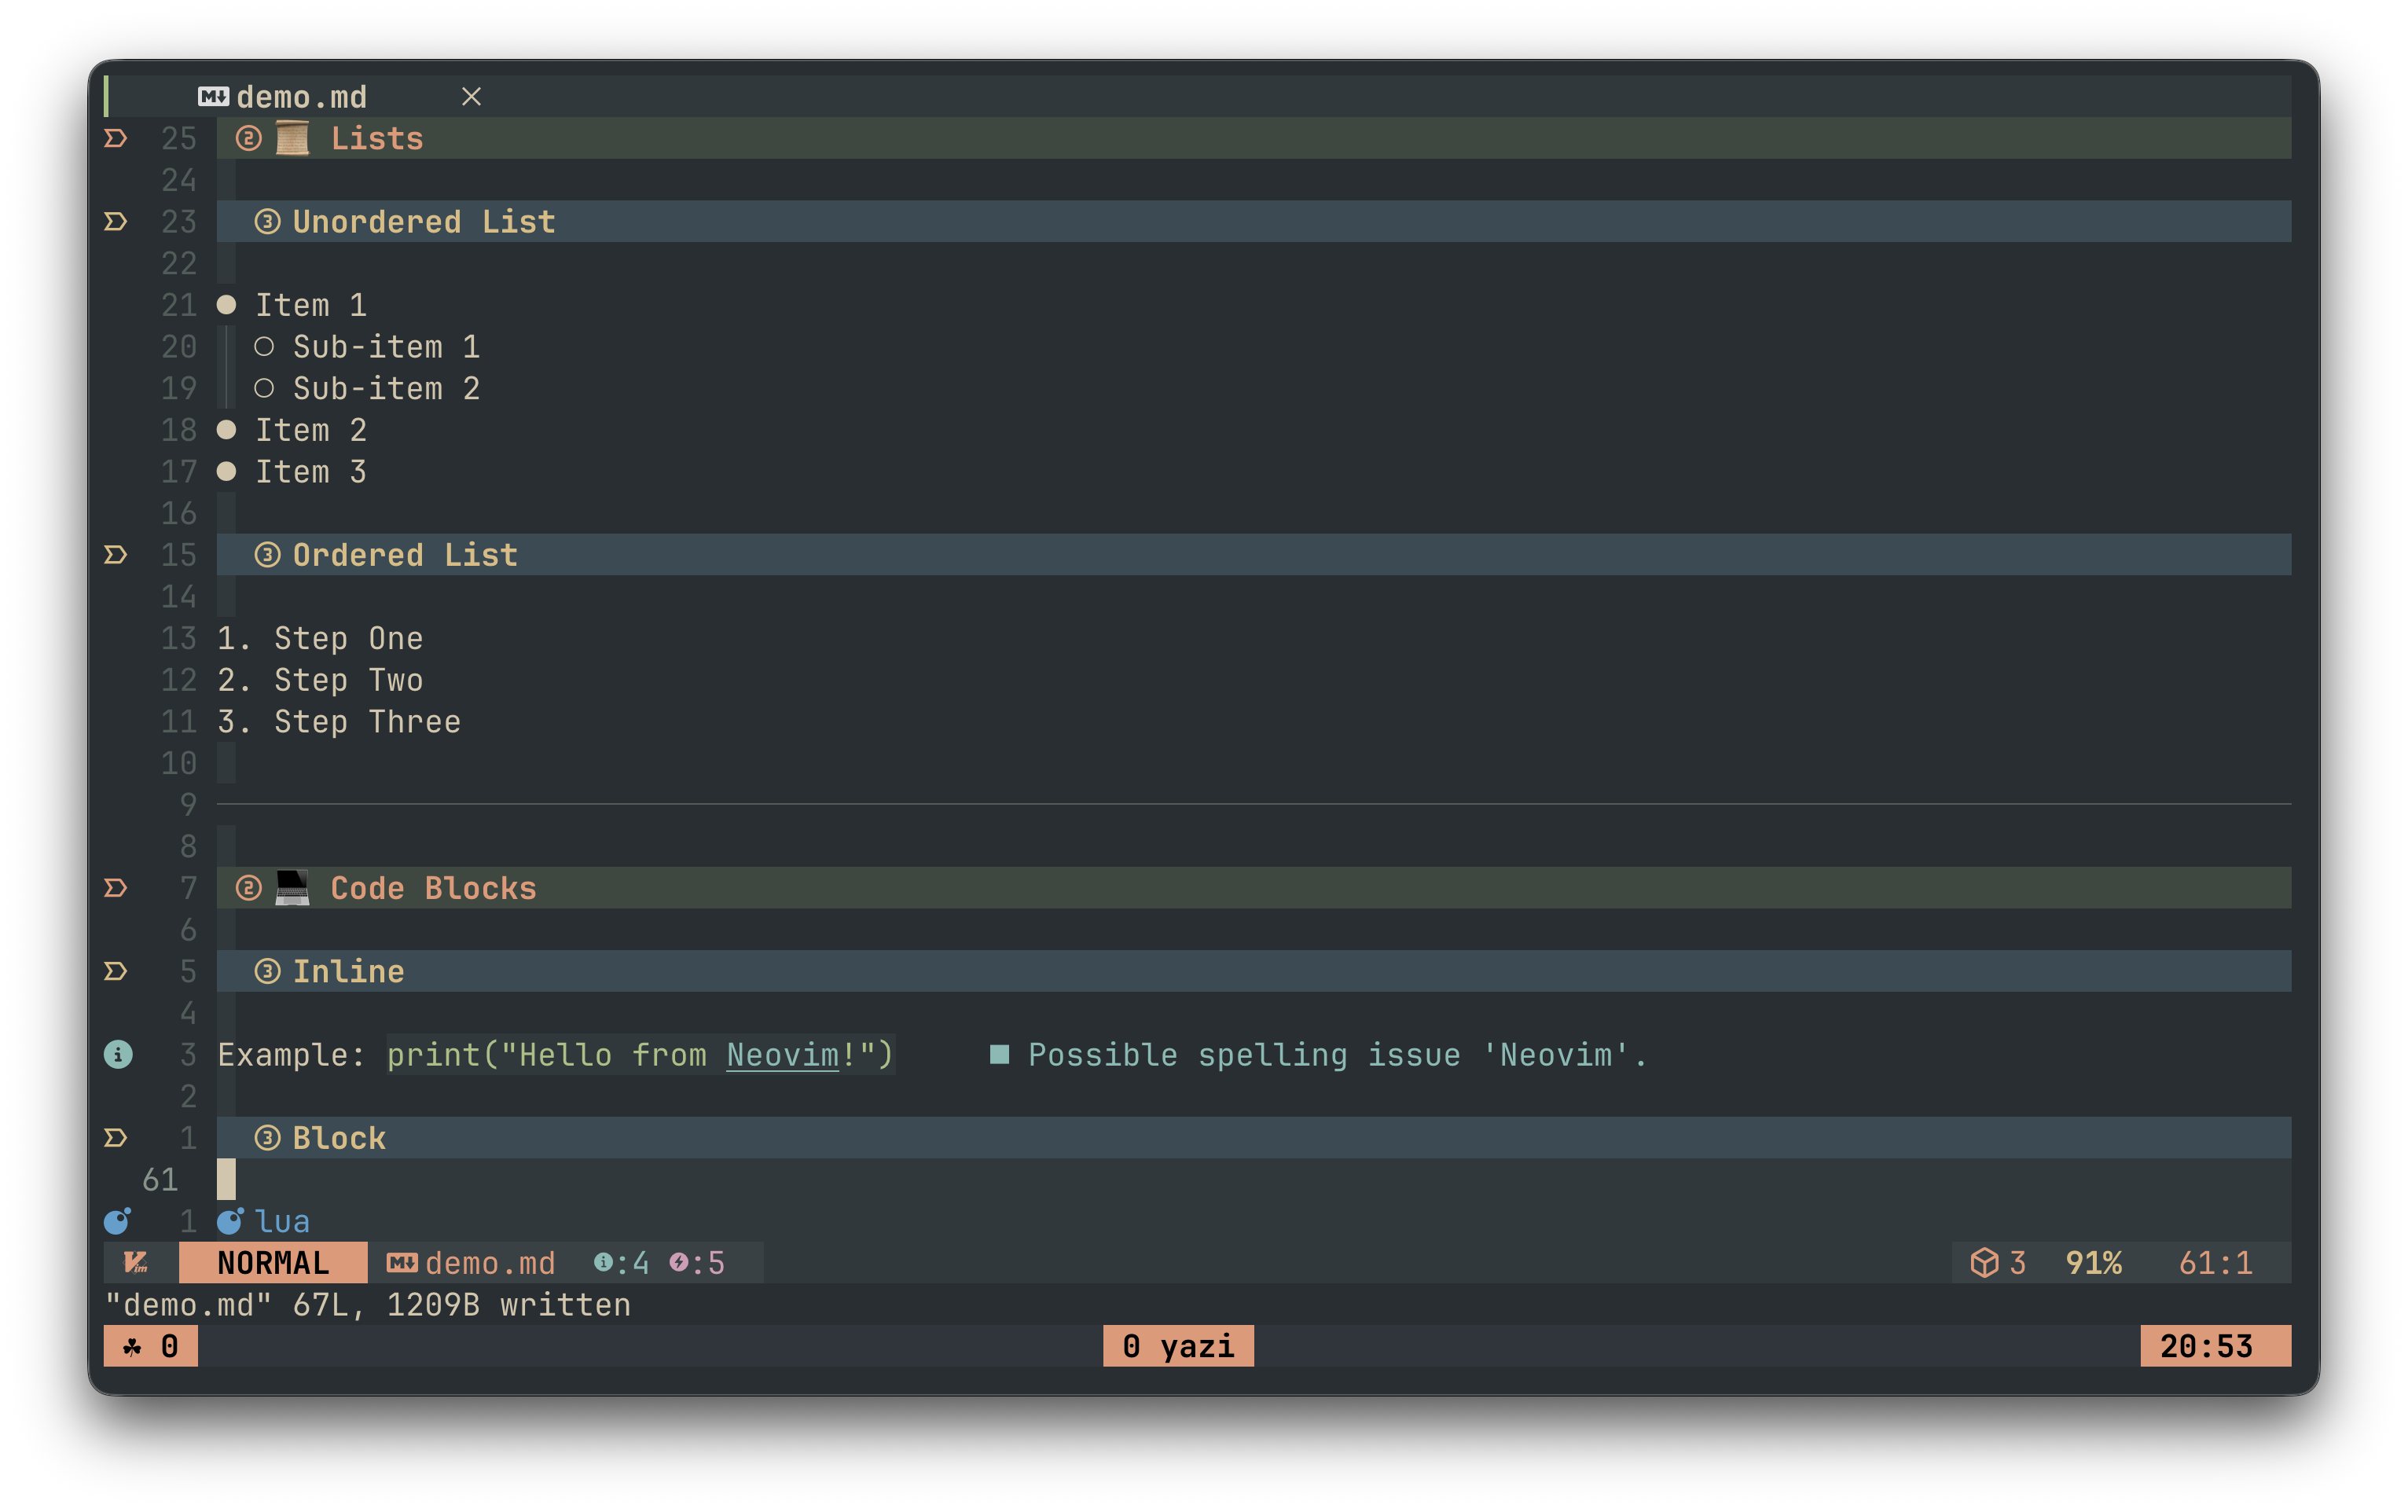 demo.md ×
25 ② 📜 Lists
24
23 ③ Unordered List
22
21 ● Item 1
20 ○ Sub-item 1
19 ○ Sub-item 2
18 ● Item 2
17 ● Item 3
16
15 ③ Ordered List
14
13 1. Step One
12 2. Step Two
11 3. Step Three
10
9
8
7 ② 💻 Code Blocks
6
5 ③ Inline
4
3 Example: print("Hello from Neovim!") ■ Possible spelling issue 'Neovim'.
2
1 ③ Block
61
1 lua
NORMAL demo.md :4 :5 3 91% 61:1
"demo.md" 67L, 1209B written
☘ 0 0 yazi 20:53